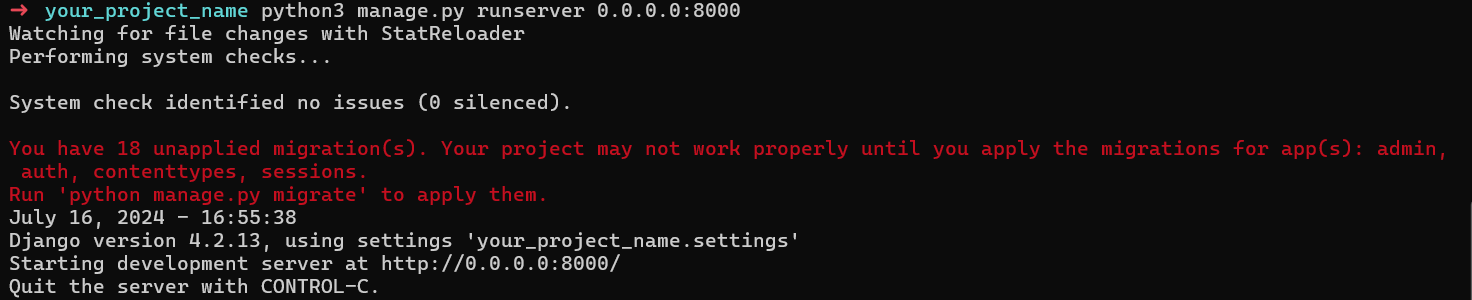 ➜ your_project_name python3 manage.py runserver 0.0.0.0:8000
Watching for file changes with StatReloader
Performing system checks...
System check identified no issues (0 silenced).
You have 18 unapplied migration(s). Your project may not work properly until you apply the migrations for app(s): admin,
auth, contenttypes, sessions.
Run 'python manage.py migrate' to apply them.
July 16, 2024 - 16:55:38
Django version 4.2.13, using settings 'your_project_name.settings'
Starting development server at http://0.0.0.0:8000/
Quit the server with CONTROL-C.